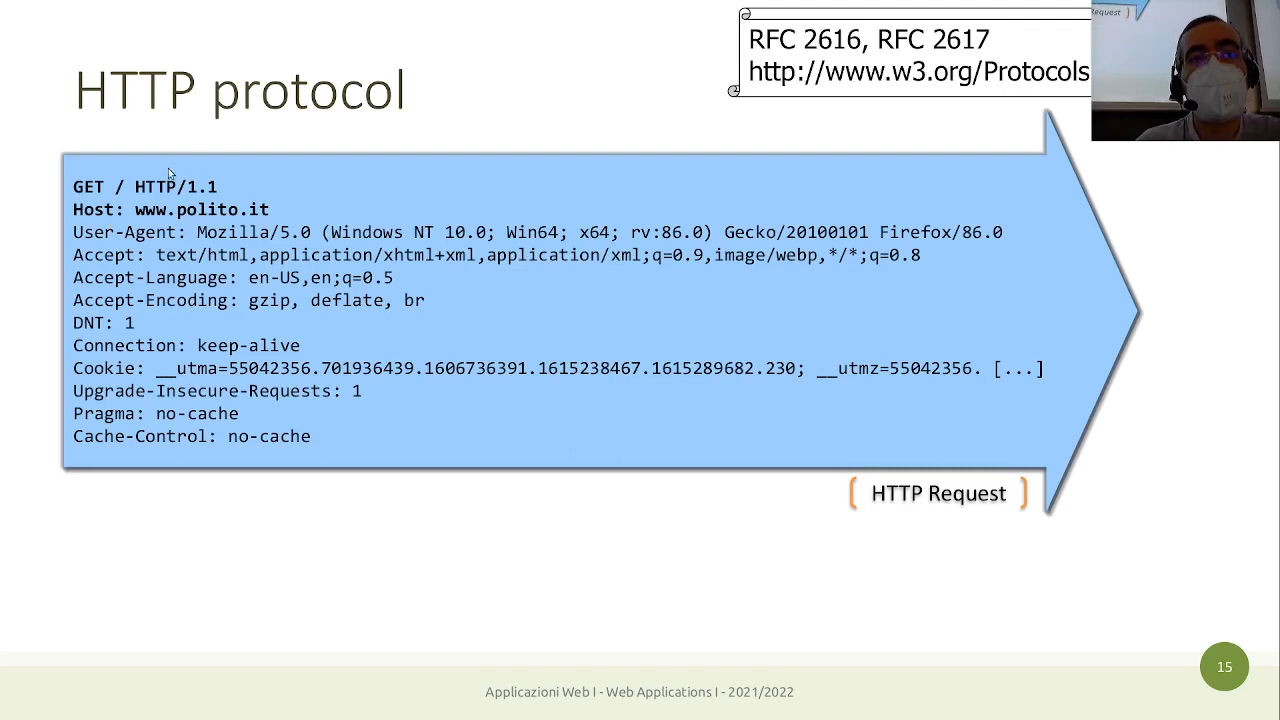 HTTP protocol
RFC 2616, RFC 2617
http://www.w3.org/Protocols
Request )
GET / HTTP/1.1
Host: www.polito.it
User-Agent: Mozilla/5.0 (Windows NT 10.0; Win64; x64; rv:86.0) Gecko/20100101 Firefox/86.0
Accept: text/html,application/xhtml+xml,application/xml;q=0.9,image/webp,*/*;q=0.8
Accept-Language: en-US,en;q=0.5
Accept-Encoding: gzip, deflate, br
DNT: 1
Connection: keep-alive
Cookie: __utma=55042356.701936439.1606736391.1615238467.1615289682.230; __utmz=55042356. [...]
Upgrade-Insecure-Requests: 1
Pragma: no-cache
Cache-Control: no-cache
HTTP Request
Applicazioni Web I - Web Applications I - 2021/2022
15